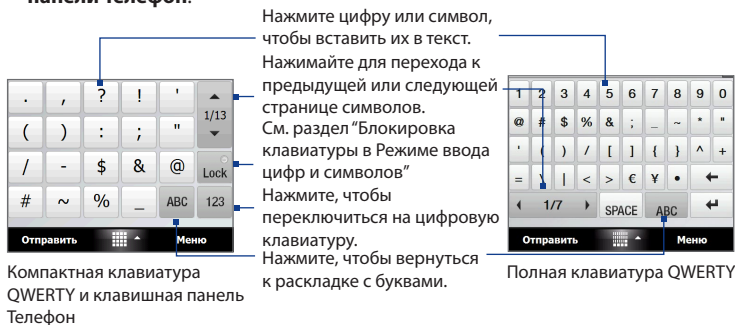 панели Телефон.
Нажмите цифру или символ,
чтобы вставить их в текст.
Нажимайте для перехода к
предыдущей или следующей
странице символов.
См. раздел “Блокировка
клавиатуры в Режиме ввода
цифр и символов”
Нажмите, чтобы
переключиться на цифровую
клавиатуру.
Нажмите, чтобы вернуться
к раскладке с буквами.
. , ? ! '
1/13
( ) : ; "
/ - $ & @ Lock
# ~ % _ ABC 123
Отправить Меню
Компактная клавиатура
QWERTY и клавишная панель
Телефон
1 2 3 4 5 6 7 8 9 0
@ # $ % & ; _ ~ * "
' ( ) / [ ] { } ^ +
= \ | < > € ¥ • ←
1/7 SPACE ABC ↵
Отправить Меню
Полная клавиатура QWERTY